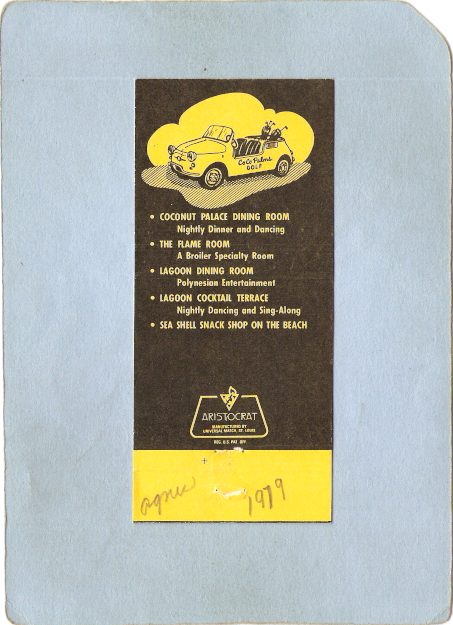 CoCo Palms
GOLF
• COCONUT PALACE DINING ROOM
Nightly Dinner and Dancing
• THE FLAME ROOM
A Broiler Specialty Room
• LAGOON DINING ROOM
Polynesian Entertainment
• LAGOON COCKTAIL TERRACE
Nightly Dancing and Sing-Along
• SEA SHELL SNACK SHOP ON THE BEACH
ARISTOCRAT
MANUFACTURED BY
UNIVERSAL MATCH, ST. LOUIS
REG. U.S. PAT. OFF.
agnes 1979